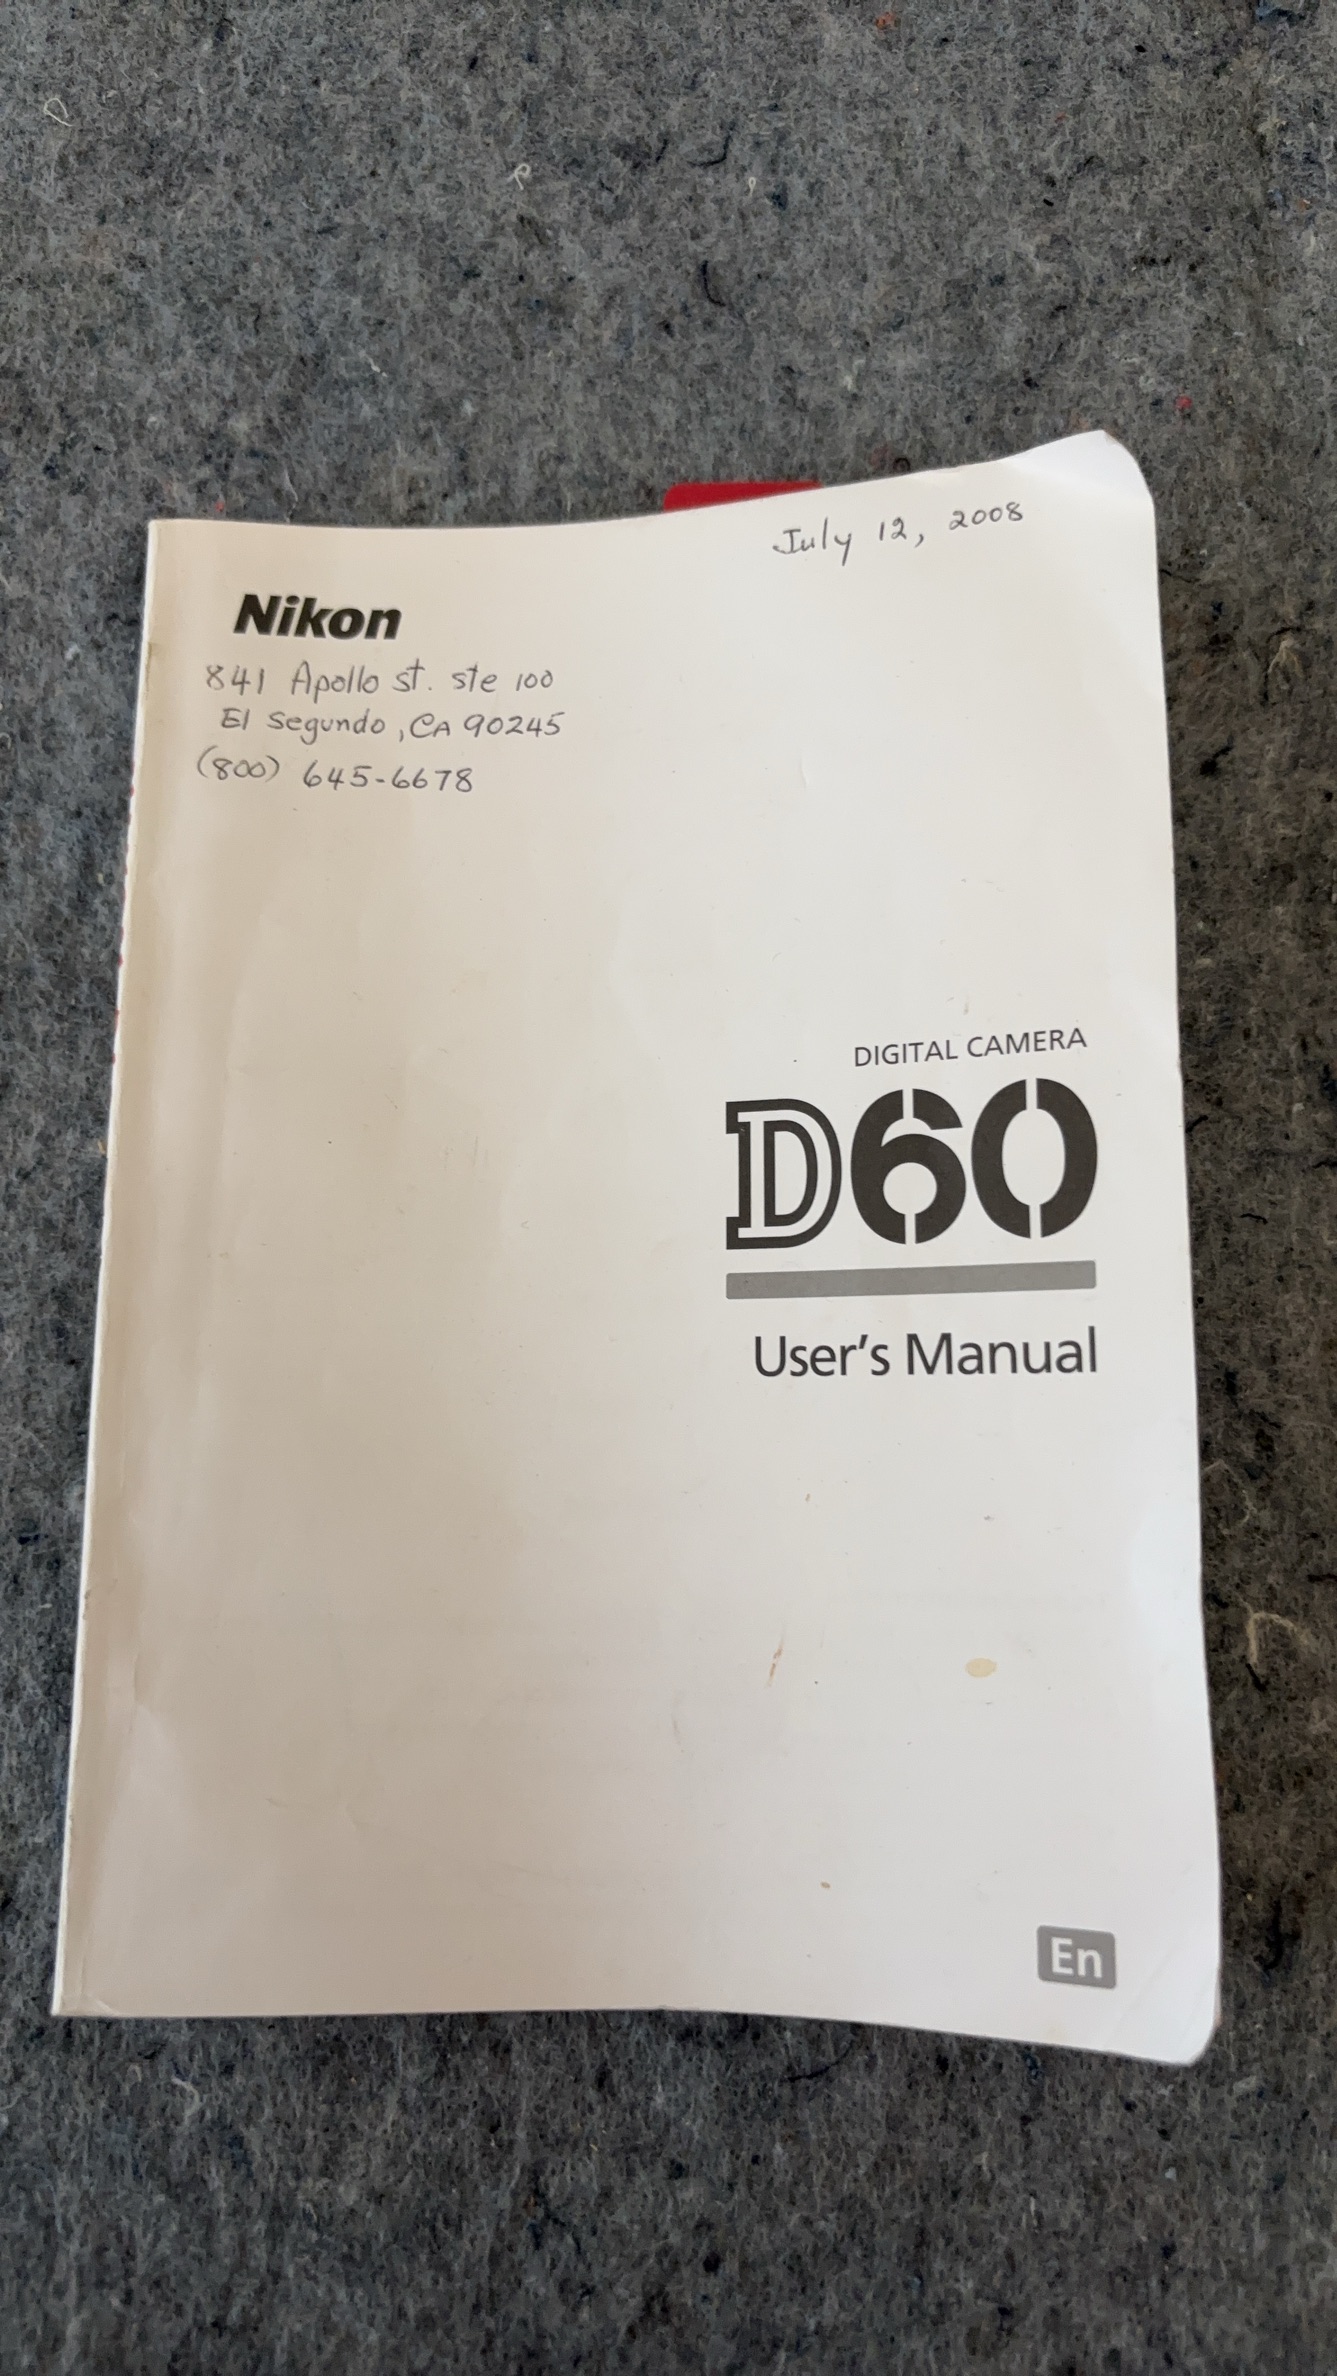 July 12, 2008
Nikon
841 Apollo st. ste 100
El Segundo, CA 90245
(800) 645-6678
DIGITAL CAMERA
D60
User's Manual
En